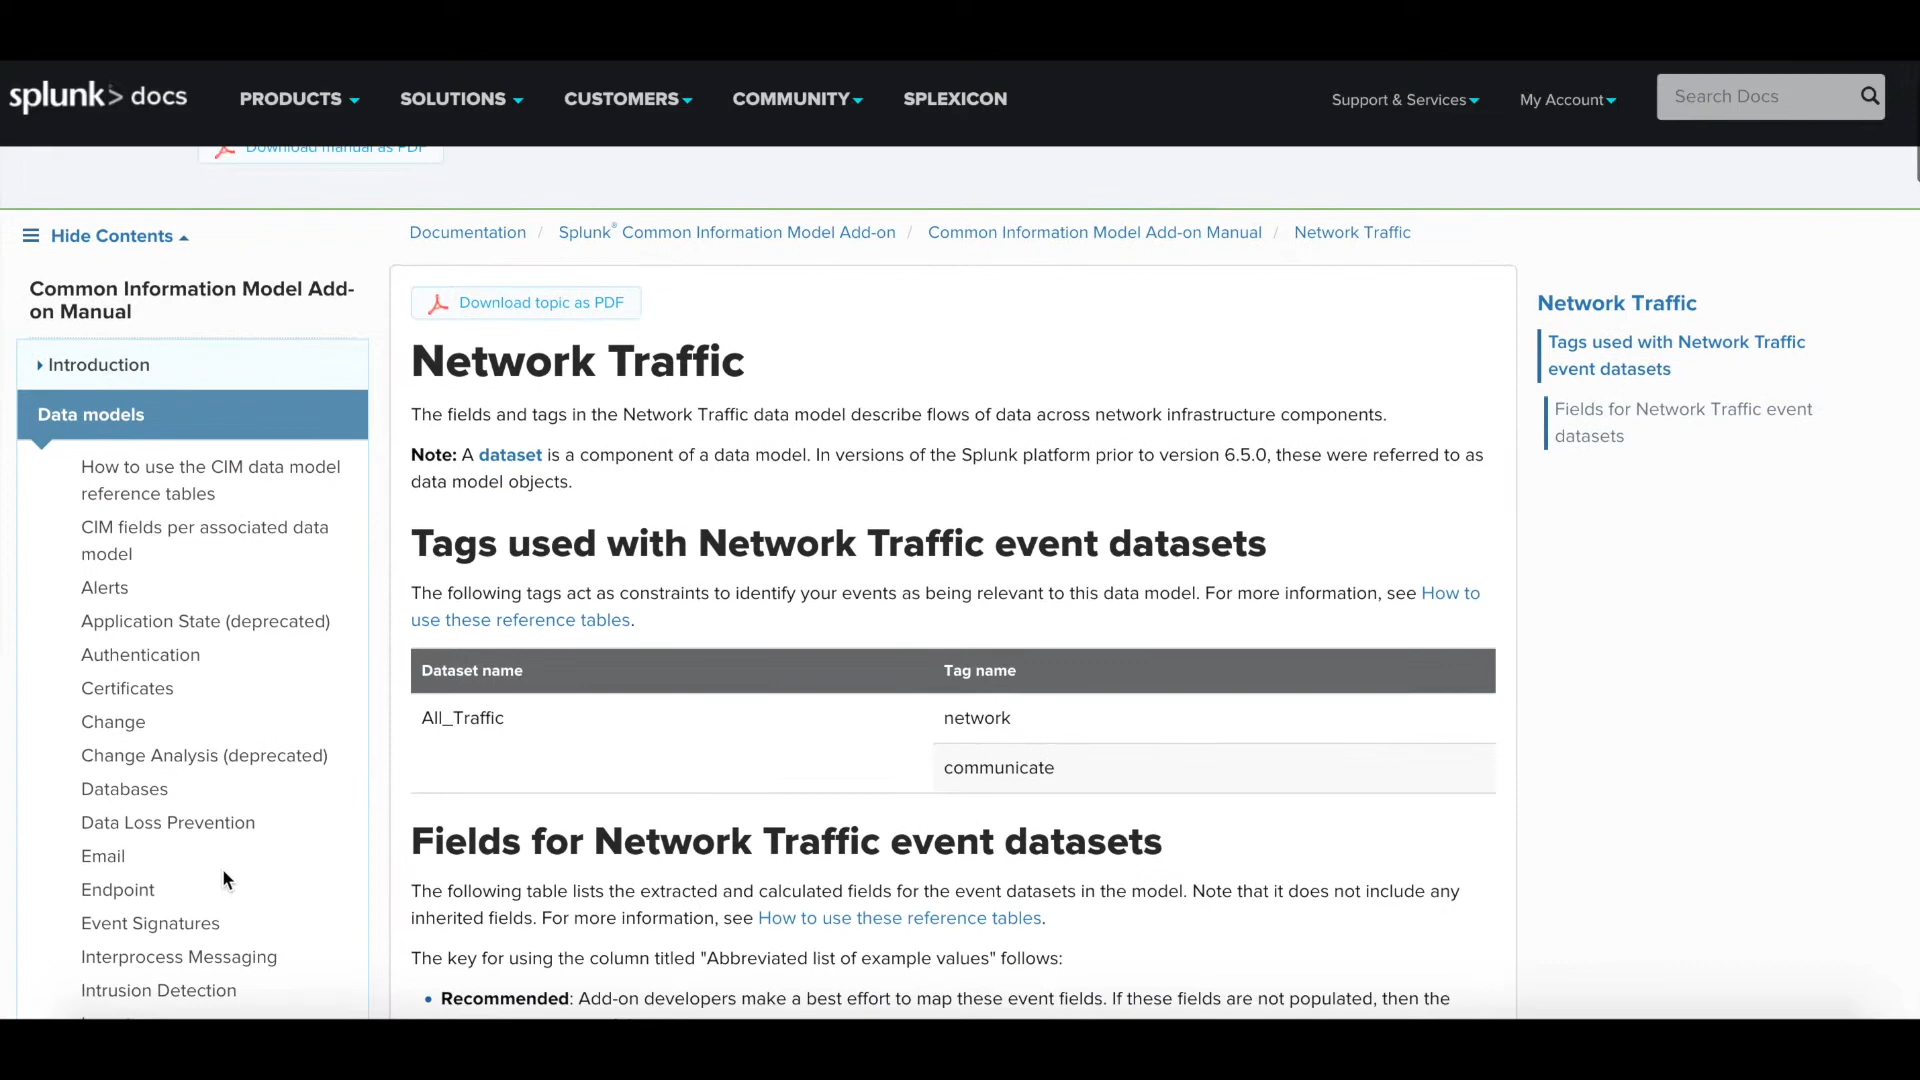 splunk> docs PRODUCTS SOLUTIONS CUSTOMERS COMMUNITY SPLEXICON Support & Services My Account Search Docs
Download manual as PDF
Hide Contents
Documentation / Splunk® Common Information Model Add-on / Common Information Model Add-on Manual / Network Traffic
Common Information Model Add-
on Manual
Introduction
Data models
How to use the CIM data model
reference tables
CIM fields per associated data
model
Alerts
Application State (deprecated)
Authentication
Certificates
Change
Change Analysis (deprecated)
Databases
Data Loss Prevention
Email
Endpoint
Event Signatures
Interprocess Messaging
Intrusion Detection
Download topic as PDF
Network Traffic
The fields and tags in the Network Traffic data model describe flows of data across network infrastructure components.
Note: A dataset is a component of a data model. In versions of the Splunk platform prior to version 6.5.0, these were referred to as
data model objects.
Tags used with Network Traffic event datasets
The following tags act as constraints to identify your events as being relevant to this data model. For more information, see How to
use these reference tables.
Dataset name Tag name
All_Traffic network
communicate
Fields for Network Traffic event datasets
The following table lists the extracted and calculated fields for the event datasets in the model. Note that it does not include any
inherited fields. For more information, see How to use these reference tables.
The key for using the column titled "Abbreviated list of example values" follows:
• Recommended: Add-on developers make a best effort to map these event fields. If these fields are not populated, then the
Network Traffic
Tags used with Network Traffic
event datasets
Fields for Network Traffic event
datasets